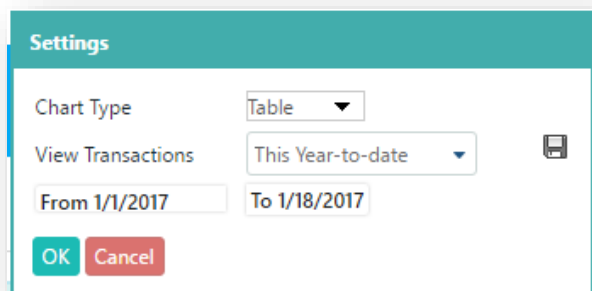 Settings
Chart Type Table
View Transactions This Year-to-date
From 1/1/2017 To 1/18/2017
OK Cancel